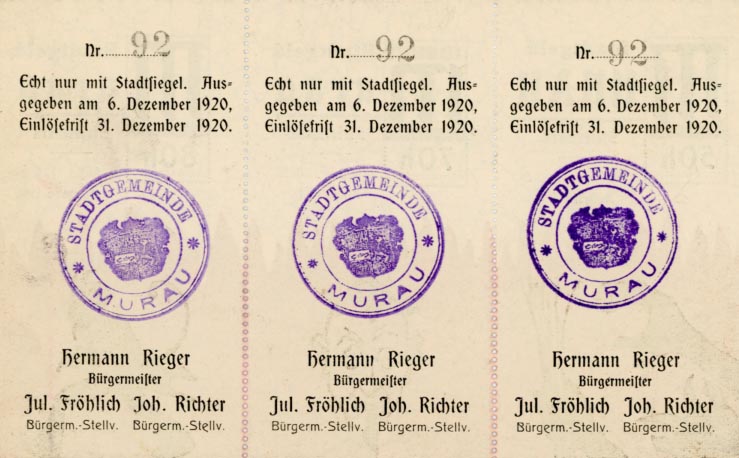 Nr. 92
Echt nur mit Stadtſiegel. Aus=
gegeben am 6. Dezember 1920,
Einlöſefriſt 31. Dezember 1920.
STADTGEMEINDE
* MURAU *
Hermann Rieger
Bürgermeiſter
Jul. Fröhlich Joh. Richter
Bürgerm.-Stellv. Bürgerm.-Stellv.
Nr. 92
Echt nur mit Stadtſiegel. Aus=
gegeben am 6. Dezember 1920,
Einlöſefriſt 31. Dezember 1920.
STADTGEMEINDE
* MURAU *
Hermann Rieger
Bürgermeiſter
Jul. Fröhlich Joh. Richter
Bürgerm.-Stellv. Bürgerm.-Stellv.
Nr. 92
Echt nur mit Stadtſiegel. Aus=
gegeben am 6. Dezember 1920,
Einlöſefriſt 31. Dezember 1920.
STADTGEMEINDE
* MURAU *
Hermann Rieger
Bürgermeiſter
Jul. Fröhlich Joh. Richter
Bürgerm.-Stellv. Bürgerm.-Stellv.